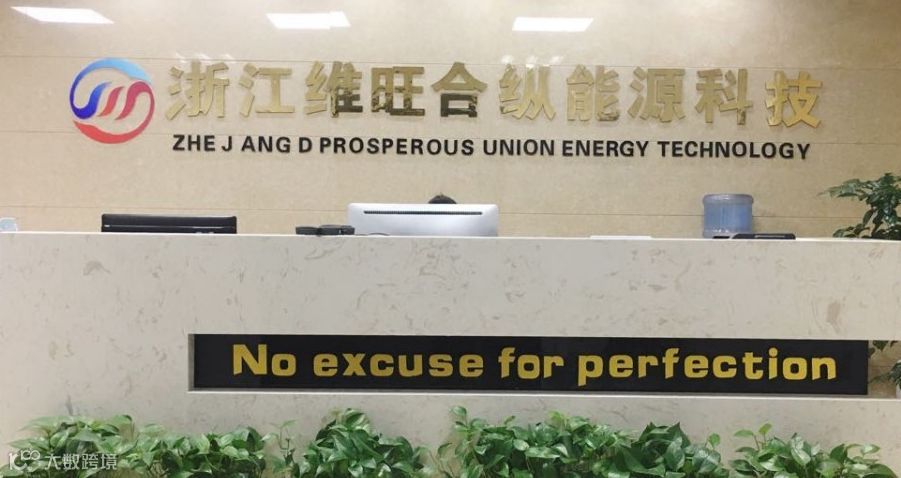 浙江维旺合纵能源科技
ZHE J ANG D PROSPEROUS UNION ENERGY TECHNOLOGY
No excuse for perfection
大数跨境